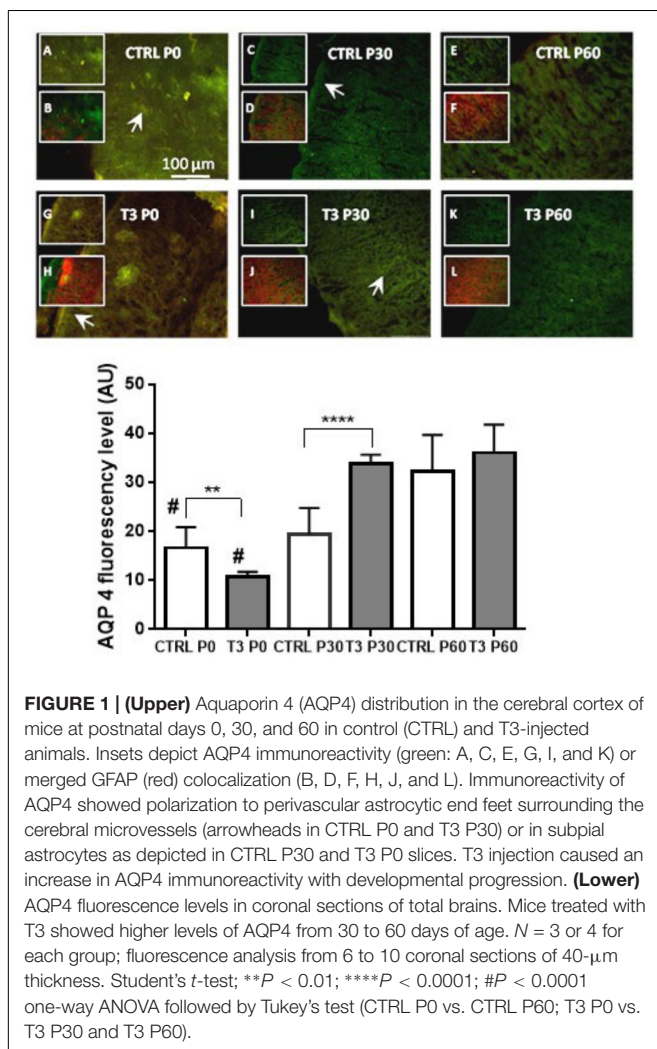 A
CTRL P0
B
100 µm
C
CTRL P30
D
E
CTRL P60
F
G
T3 P0
H
I
T3 P30
J
K
T3 P60
L
AQP 4 fluorescency level (AU)
50
40
30
20
10
0
#
**
#
****
CTRL P0
T3 P0
CTRL P30
T3 P30
CTRL P60
T3 P60
FIGURE 1 | (Upper) Aquaporin 4 (AQP4) distribution in the cerebral cortex of
mice at postnatal days 0, 30, and 60 in control (CTRL) and T3-injected
animals. Insets depict AQP4 immunoreactivity (green: A, C, E, G, I, and K) or
merged GFAP (red) colocalization (B, D, F, H, J, and L). Immunoreactivity of
AQP4 showed polarization to perivascular astrocytic end feet surrounding the
cerebral microvessels (arrowheads in CTRL P0 and T3 P30) or in subpial
astrocytes as depicted in CTRL P30 and T3 P0 slices. T3 injection caused an
increase in AQP4 immunoreactivity with developmental progression. (Lower)
AQP4 fluorescence levels in coronal sections of total brains. Mice treated with
T3 showed higher levels of AQP4 from 30 to 60 days of age. N = 3 or 4 for
each group; fluorescence analysis from 6 to 10 coronal sections of 40-µm
thickness. Student's t-test; **P < 0.01; ****P < 0.0001; #P < 0.0001
one-way ANOVA followed by Tukey's test (CTRL P0 vs. CTRL P60; T3 P0 vs.
T3 P30 and T3 P60).